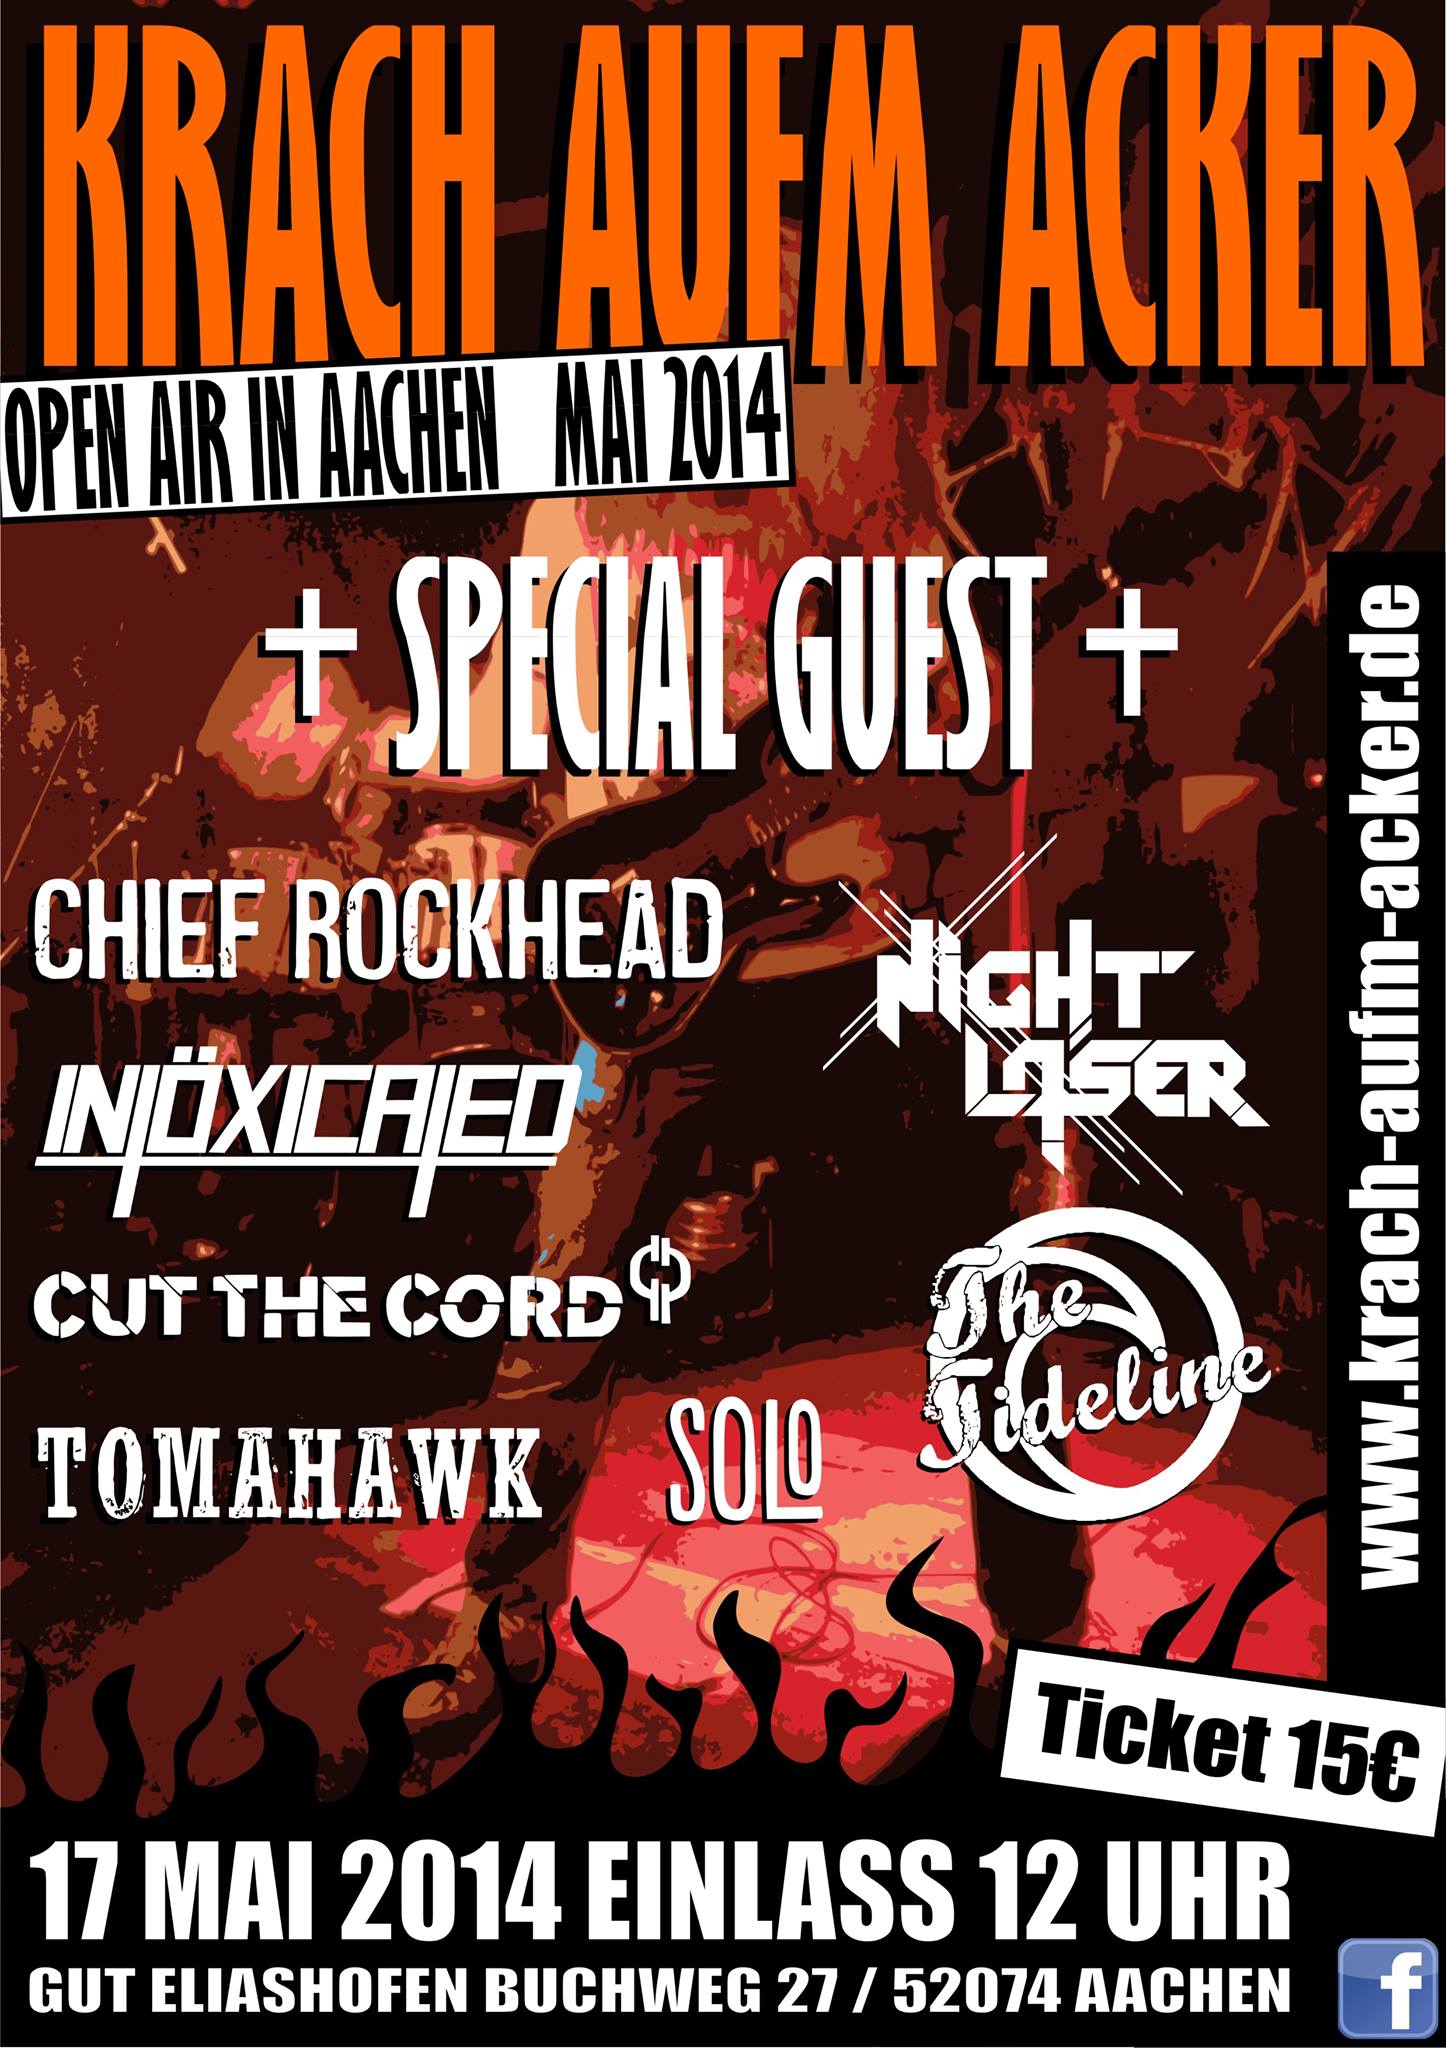 KRACH AUFM ACKER
OPEN AIR IN AACHEN MAI 2014
+ SPECIAL GUEST +
CHIEF ROCKHEAD
NIGHT
LASER
INTÖXICATED
CUT THE CORD
The
Tideline
TOMAHAWK
SOLO
www.krach-aufm-acker.de
Ticket 15€
17 MAI 2014 EINLASS 12 UHR
GUT ELIASHOFEN BUCHWEG 27 / 52074 AACHEN
f